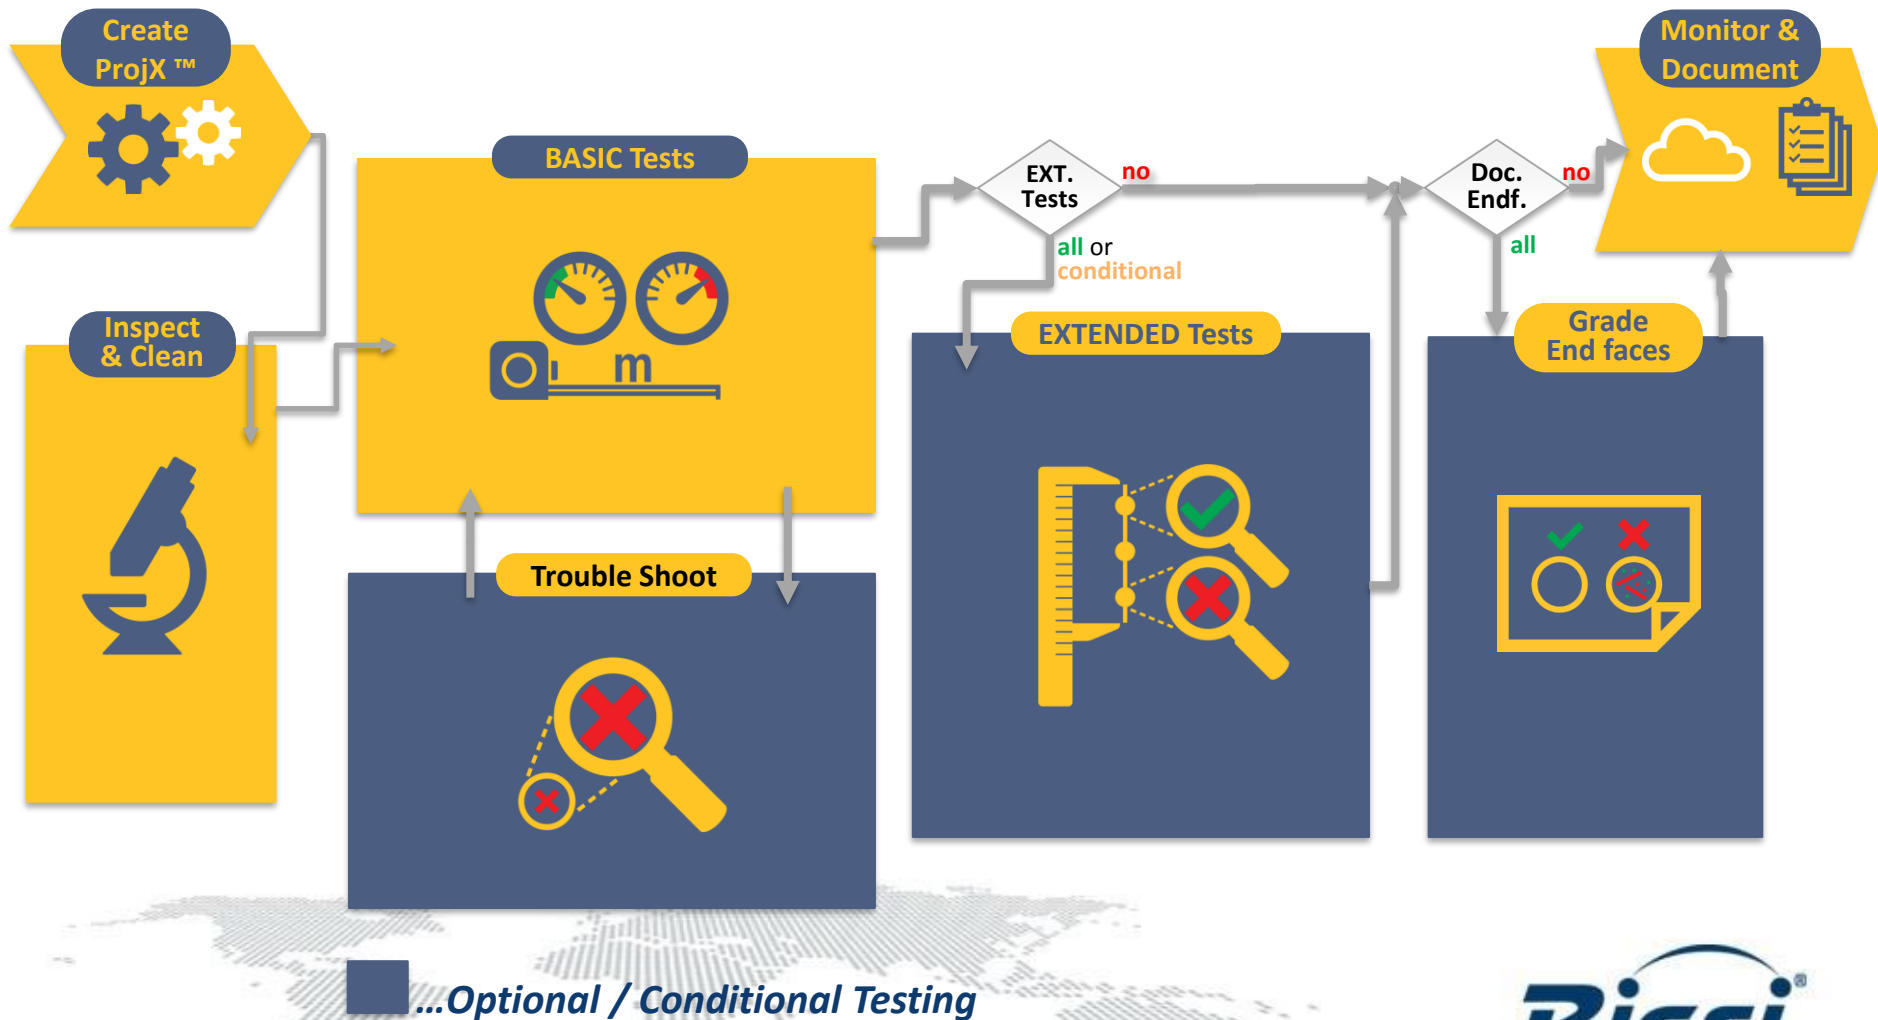 Create
ProjX ™
Monitor &
Document
BASIC Tests
EXT.
Tests
no
all or
conditional
Doc.
Endf.
no
all
Inspect
& Clean
m
EXTENDED Tests
Grade
End faces
Trouble Shoot
...Optional / Conditional Testing
®